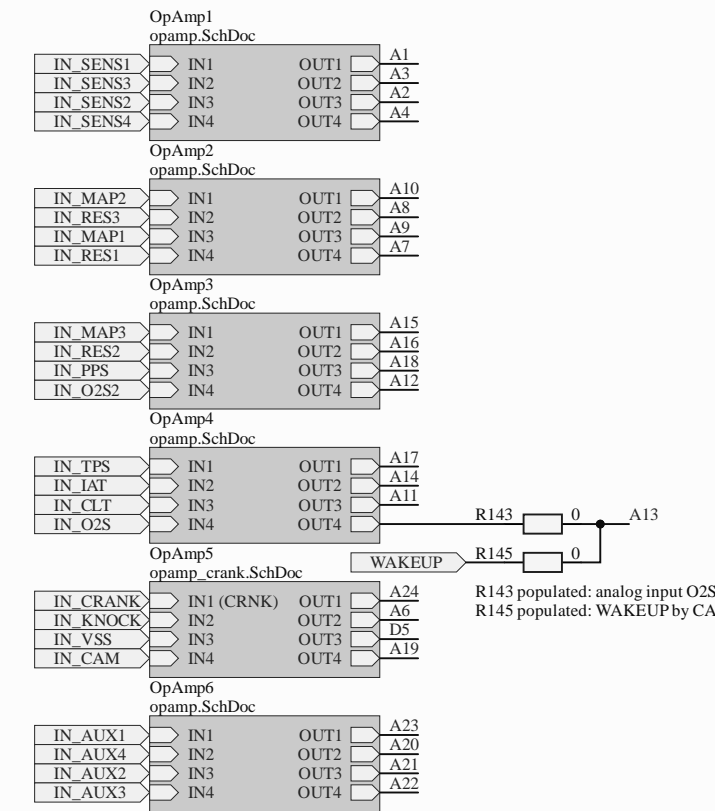 OpAmp1
opamp.SchDoc
IN_SENS1 IN1 OUT1 A1
IN_SENS3 IN2 OUT2 A3
IN_SENS2 IN3 OUT3 A2
IN_SENS4 IN4 OUT4 A4
OpAmp2
opamp.SchDoc
IN_MAP2 IN1 OUT1 A10
IN_RES3 IN2 OUT2 A8
IN_MAP1 IN3 OUT3 A9
IN_RES1 IN4 OUT4 A7
OpAmp3
opamp.SchDoc
IN_MAP3 IN1 OUT1 A15
IN_RES2 IN2 OUT2 A16
IN_PPS IN3 OUT3 A18
IN_O2S2 IN4 OUT4 A12
OpAmp4
opamp.SchDoc
IN_TPS IN1 OUT1 A17
IN_IAT IN2 OUT2 A14
IN_CLT IN3 OUT3 A11
IN_O2S IN4 OUT4 R143 0 A13
OpAmp5
WAKEUP R145 0
opamp_crank.SchDoc
R143 populated: analog input O2S
IN_CRANK IN1 (CRNK) OUT1 A24
R145 populated: WAKEUP by CA
IN_KNOCK IN2 OUT2 A6
IN_VSS IN3 OUT3 D5
IN_CAM IN4 OUT4 A19
OpAmp6
opamp.SchDoc
IN_AUX1 IN1 OUT1 A23
IN_AUX4 IN2 OUT2 A20
IN_AUX2 IN3 OUT3 A21
IN_AUX3 IN4 OUT4 A22